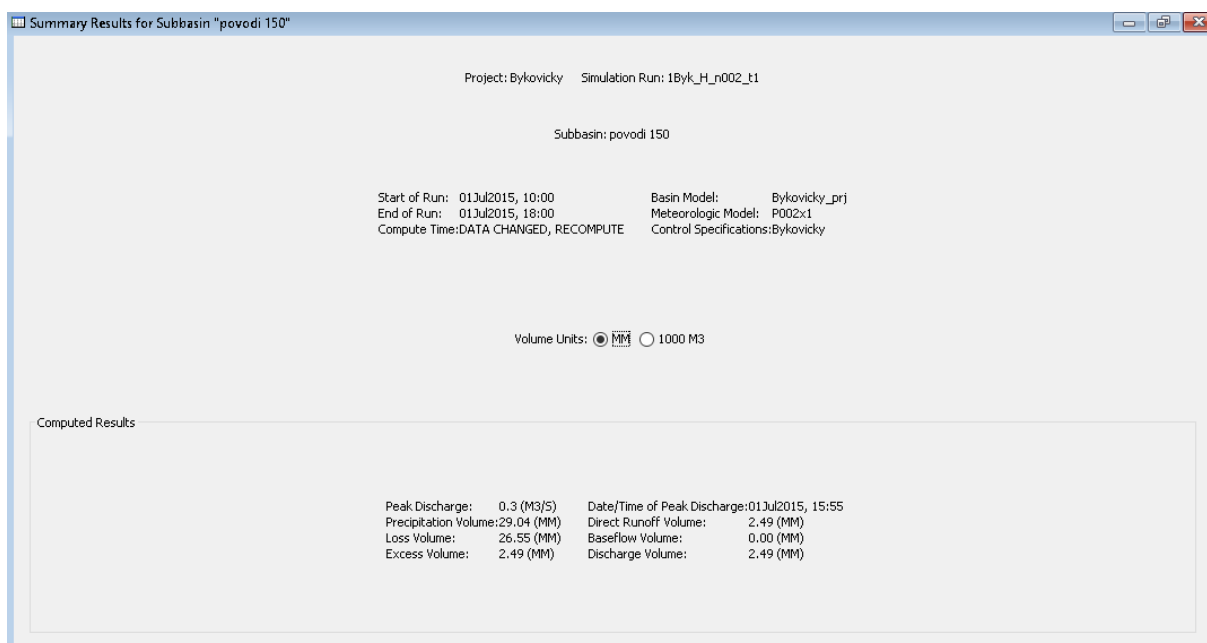 Summary Results for Subbasin "povodi 150"
Project: Bykovicky Simulation Run: 1Byk_H_n002_t1
Subbasin: povodi 150
Start of Run: 01Jul2015, 10:00 Basin Model: Bykovicky_prj
End of Run: 01Jul2015, 18:00 Meteorologic Model: P002x1
Compute Time:DATA CHANGED, RECOMPUTE Control Specifications:Bykovicky
Volume Units: MM 1000 M3
Computed Results
Peak Discharge: 0.3 (M3/S) Date/Time of Peak Discharge:01Jul2015, 15:55
Precipitation Volume:29.04 (MM) Direct Runoff Volume: 2.49 (MM)
Loss Volume: 26.55 (MM) Baseflow Volume: 0.00 (MM)
Excess Volume: 2.49 (MM) Discharge Volume: 2.49 (MM)